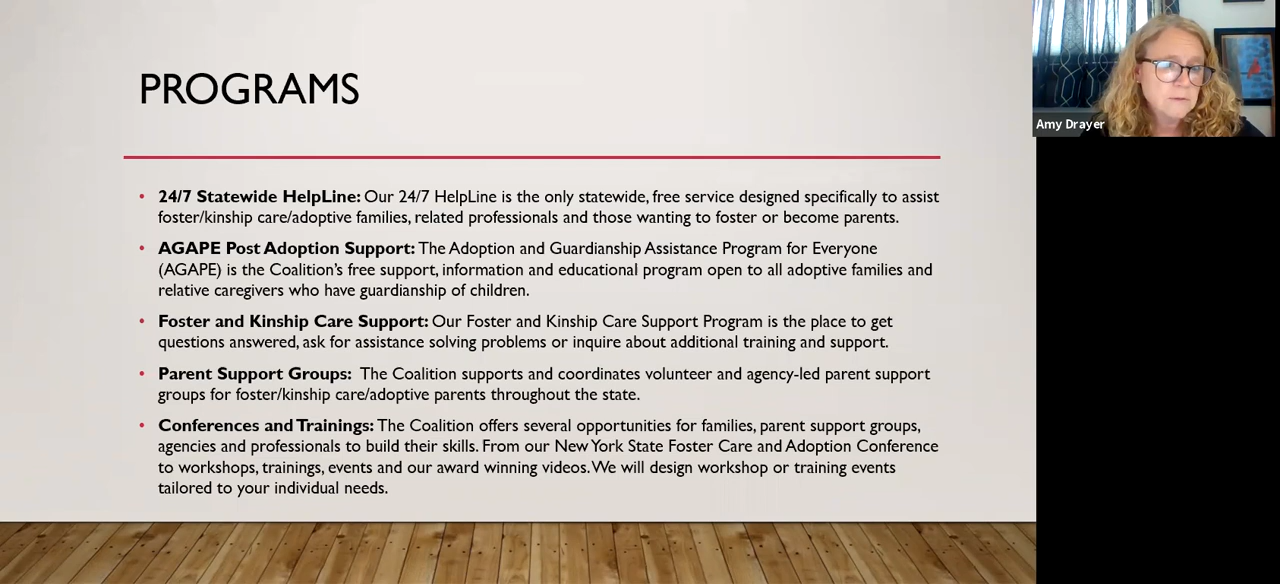 PROGRAMS
Amy Drayer
• 24/7 Statewide HelpLine: Our 24/7 HelpLine is the only statewide, free service designed specifically to assist
foster/kinship care/adoptive families, related professionals and those wanting to foster or become parents.
• AGAPE Post Adoption Support: The Adoption and Guardianship Assistance Program for Everyone
(AGAPE) is the Coalition's free support, information and educational program open to all adoptive families and
relative caregivers who have guardianship of children.
• Foster and Kinship Care Support: Our Foster and Kinship Care Support Program is the place to get
questions answered, ask for assistance solving problems or inquire about additional training and support.
• Parent Support Groups: The Coalition supports and coordinates volunteer and agency-led parent support
groups for foster/kinship care/adoptive parents throughout the state.
• Conferences and Trainings: The Coalition offers several opportunities for families, parent support groups,
agencies and professionals to build their skills. From our New York State Foster Care and Adoption Conference
to workshops, trainings, events and our award winning videos. We will design workshop or training events
tailored to your individual needs.